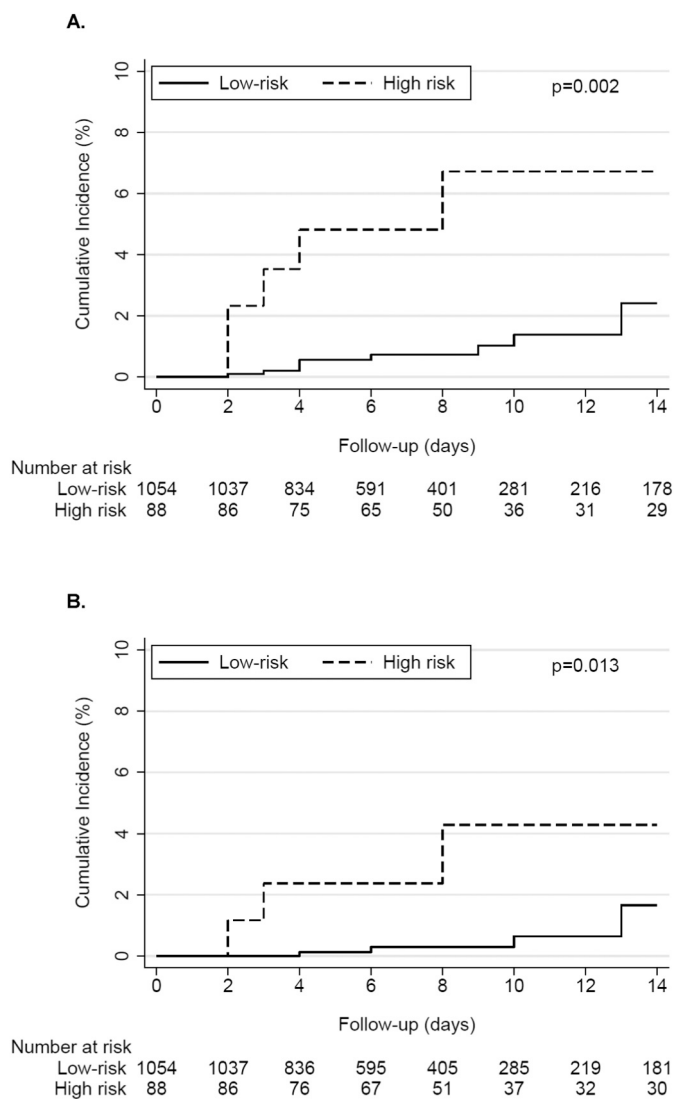 A.
Low-risk High risk
p=0.002
10
8
6
4
2
0
Cumulative Incidence (%)
0 2 4 6 8 10 12 14
Follow-up (days)
Number at risk
Low-risk 1054 1037 834 591 401 281 216 178
High risk 88 86 75 65 50 36 31 29
B.
Low-risk High risk
p=0.013
10
8
6
4
2
0
Cumulative Incidence (%)
0 2 4 6 8 10 12 14
Follow-up (days)
Number at risk
Low-risk 1054 1037 836 595 405 285 219 181
High risk 88 86 76 67 51 37 32 30